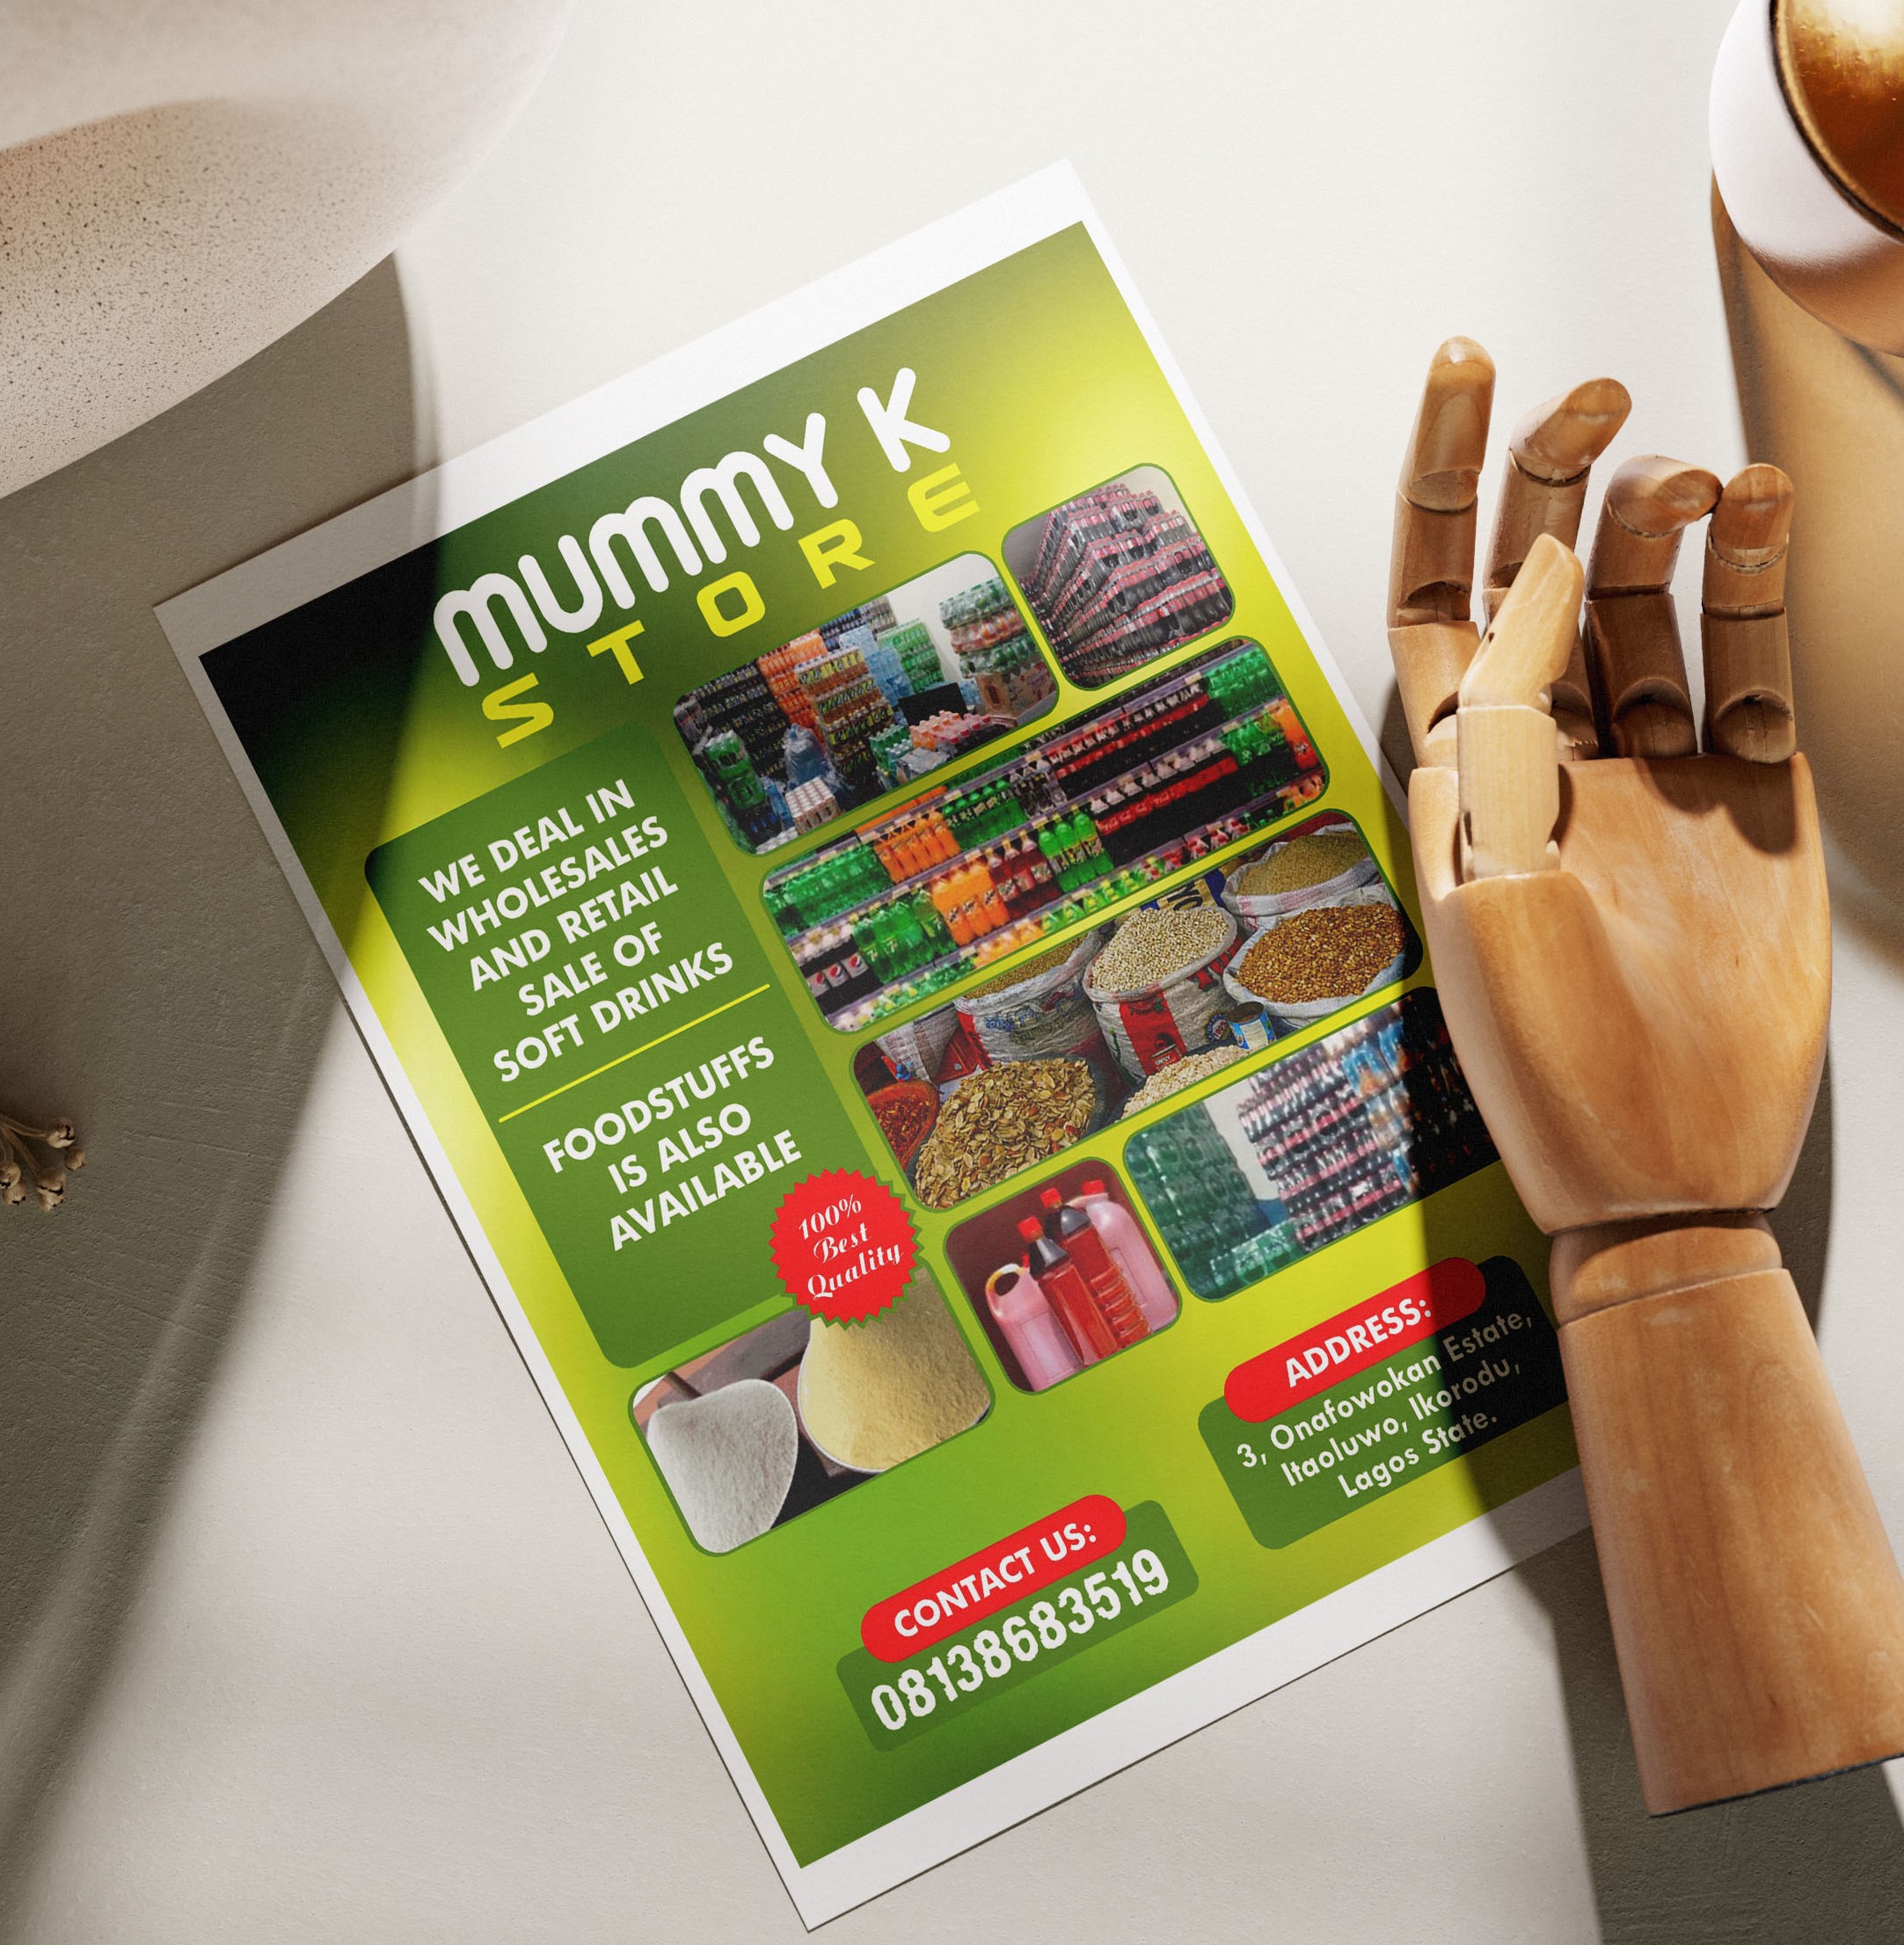 MUMMY K
STORE
WE DEAL IN
WHOLESALES
AND RETAIL
SALE OF
SOFT DRINKS
FOODSTUFFS
IS ALSO
AVAILABLE
100%
Best
Quality
ADDRESS:
3, Onafowokan Estate,
Itaoluwo, Ikorodu,
Lagos State.
CONTACT US:
08138683519